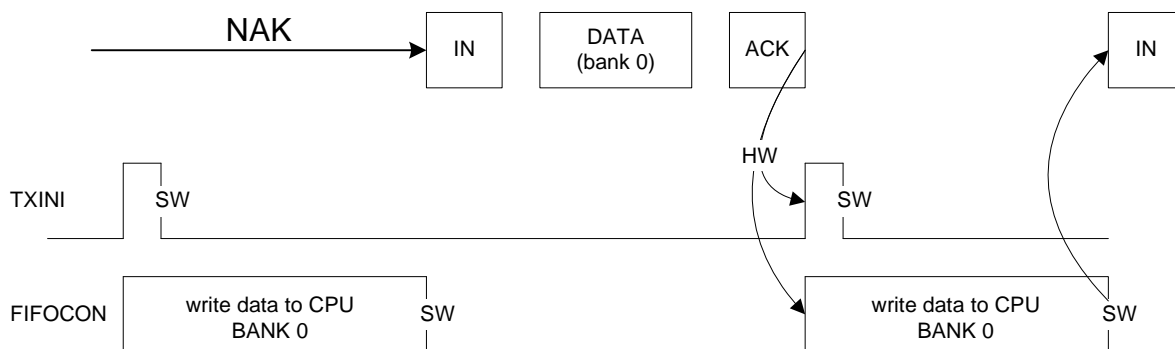 NAK
IN
DATA
(bank 0)
ACK
IN
HW
TXINI
SW
SW
FIFOCON
write data to CPU
BANK 0
SW
write data to CPU
BANK 0
SW